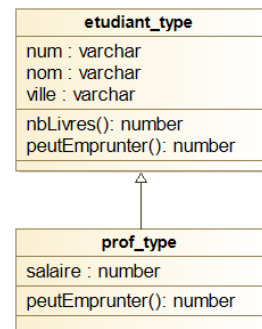 etudiant_type
num : varchar
nom : varchar
ville : varchar
nbLivres(): number
peutEmprunter(): number
prof_type
salaire : number
peutEmprunter(): number